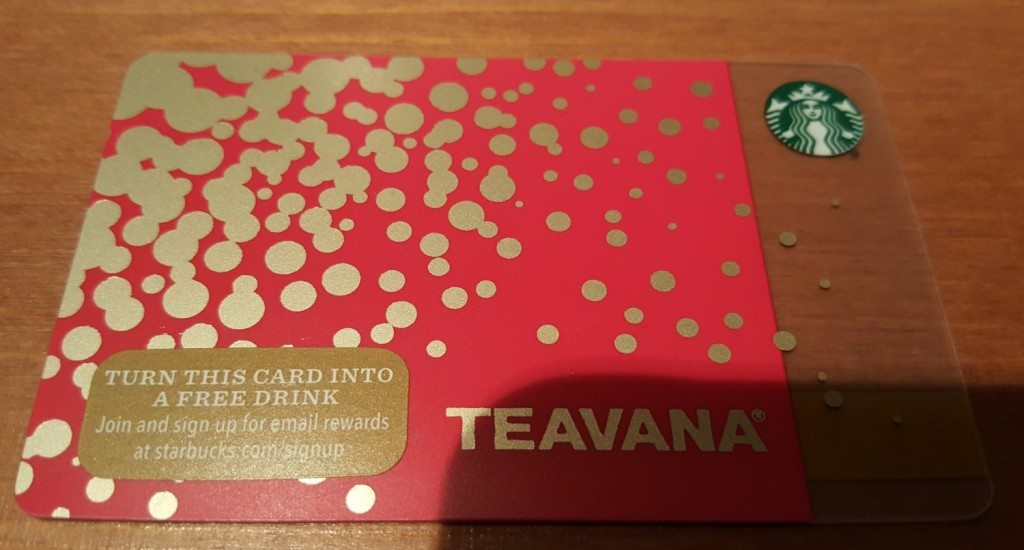 TURN THIS CARD INTO
A FREE DRINK
Join and sign up for email rewards
at starbucks.com/signup
TEAVANA®